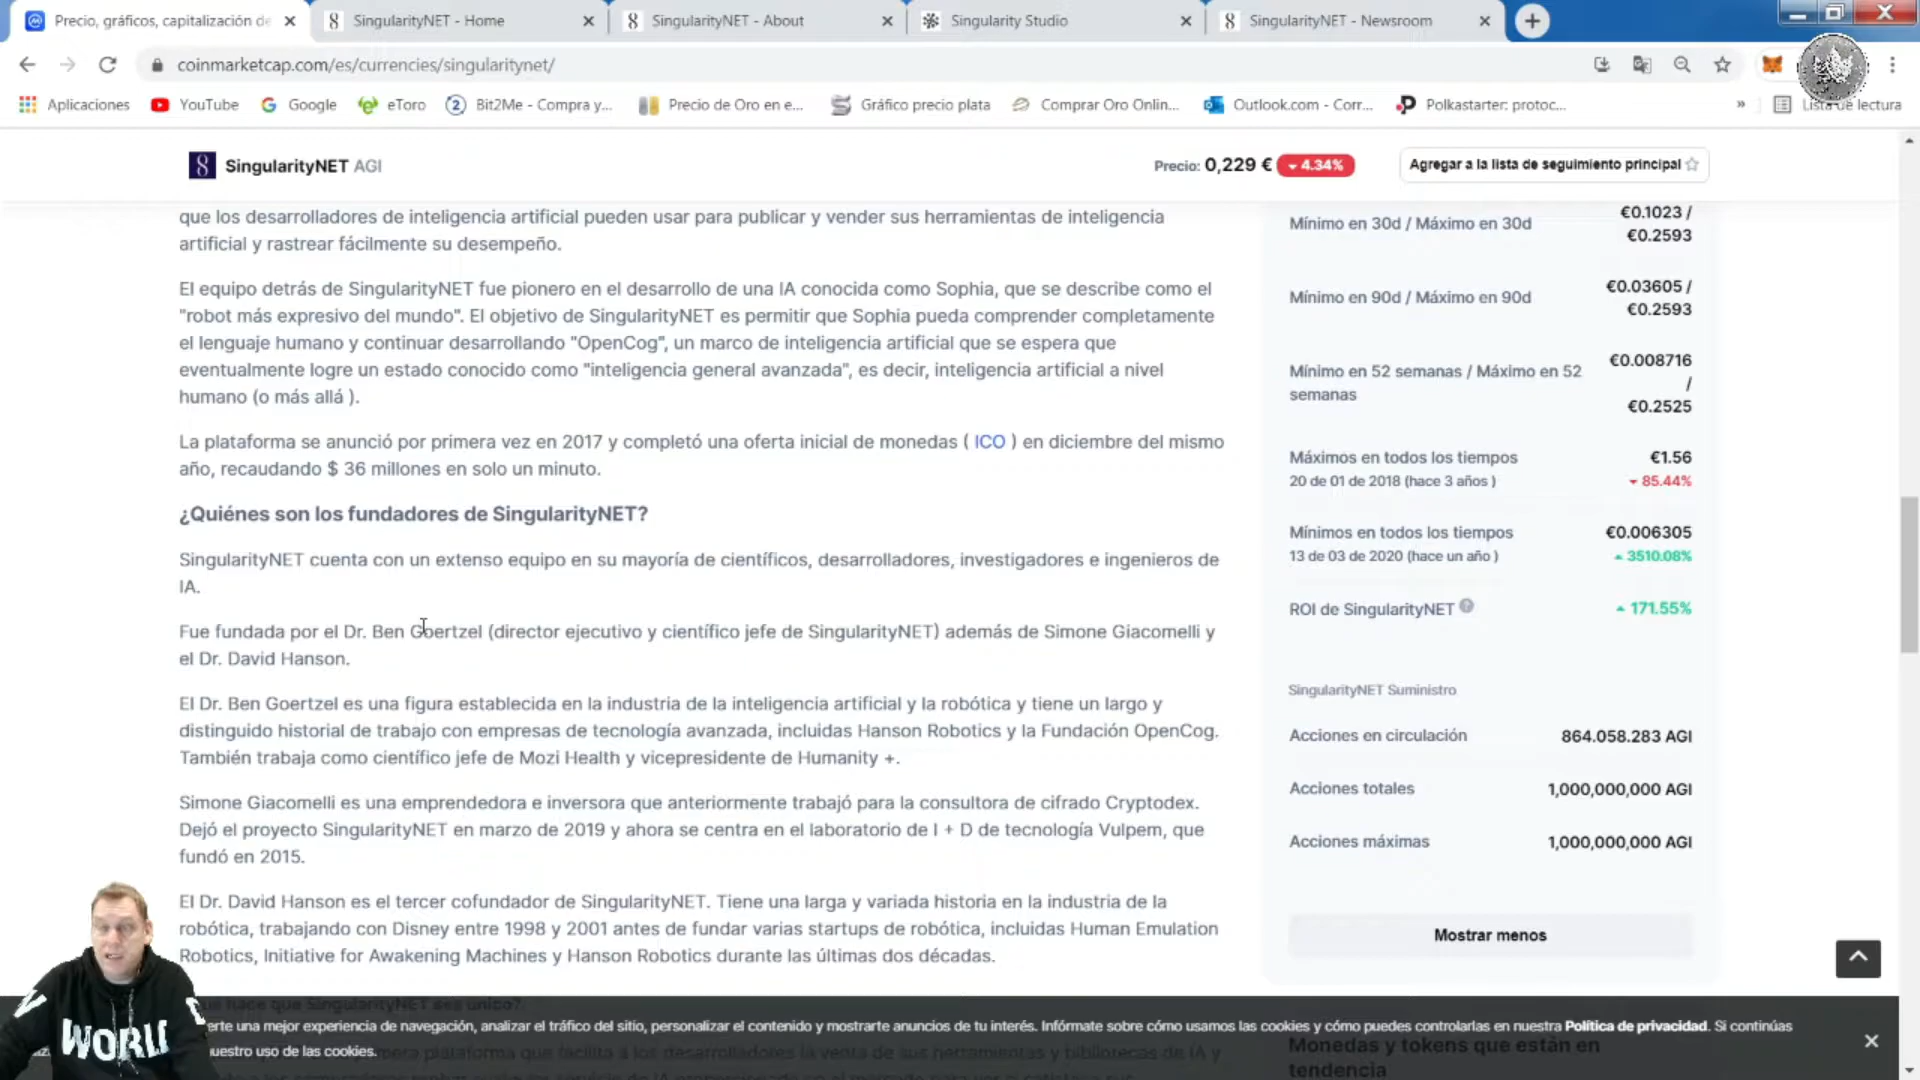 Precio, gráficos, capitalización de
SingularityNET - Home
SingularityNET - About
Singularity Studio
SingularityNET - Newsroom
coinmarketcap.com/es/currencies/singularitynet/
Aplicaciones
YouTube
Google
eToro
Bit2Me - Compra y...
Precio de Oro en e...
Gráfico precio plata
Comprar Oro Onlin...
Outlook.com - Corr...
Polkastarter: protoc...
»
Lista de lectura
SingularityNET AGI
Precio: 0,229 € 4.34%
Agregar a la lista de seguimiento principal
que los desarrolladores de inteligencia artificial pueden usar para publicar y vender sus herramientas de inteligencia
artificial y rastrear fácilmente su desempeño.
El equipo detrás de SingularityNET fue pionero en el desarrollo de una IA conocida como Sophia, que se describe como el
"robot más expresivo del mundo". El objetivo de SingularityNET es permitir que Sophia pueda comprender completamente
el lenguaje humano y continuar desarrollando "OpenCog", un marco de inteligencia artificial que se espera que
eventualmente logre un estado conocido como "inteligencia general avanzada", es decir, inteligencia artificial a nivel
humano (o más allá ).
La plataforma se anunció por primera vez en 2017 y completó una oferta inicial de monedas ( ICO ) en diciembre del mismo
año, recaudando $ 36 millones en solo un minuto.
¿Quiénes son los fundadores de SingularityNET?
SingularityNET cuenta con un extenso equipo en su mayoría de científicos, desarrolladores, investigadores e ingenieros de
IA.
Fue fundada por el Dr. Ben Goertzel (director ejecutivo y científico jefe de SingularityNET) además de Simone Giacomelli y
el Dr. David Hanson.
El Dr. Ben Goertzel es una figura establecida en la industria de la inteligencia artificial y la robótica y tiene un largo y
distinguido historial de trabajo con empresas de tecnología avanzada, incluidas Hanson Robotics y la Fundación OpenCog.
También trabaja como científico jefe de Mozi Health y vicepresidente de Humanity +.
Simone Giacomelli es una emprendedora e inversora que anteriormente trabajó para la consultora de cifrado Cryptodex.
Dejó el proyecto SingularityNET en marzo de 2019 y ahora se centra en el laboratorio de I + D de tecnología Vulpem, que
fundó en 2015.
El Dr. David Hanson es el tercer cofundador de SingularityNET. Tiene una larga y variada historia en la industria de la
robótica, trabajando con Disney entre 1998 y 2001 antes de fundar varias startups de robótica, incluidas Human Emulation
Robotics, Initiative for Awakening Machines y Hanson Robotics durante las últimas dos décadas.
Mínimo en 30d / Máximo en 30d
€0.1023 /
€0.2593
Mínimo en 90d / Máximo en 90d
€0.03605 /
€0.2593
Mínimo en 52 semanas / Máximo en 52
semanas
€0.008716
/
€0.2525
Máximos en todos los tiempos
€1.56
20 de 01 de 2018 (hace 3 años )
85.44%
Mínimos en todos los tiempos
€0.006305
13 de 03 de 2020 (hace un año )
3510.08%
ROI de SingularityNET
171.55%
SingularityNET Suministro
Acciones en circulación
864.058.283 AGI
Acciones totales
1,000,000,000 AGI
Acciones máximas
1,000,000,000 AGI
Mostrar menos
hace que SingularityNET sea único?
erte una mejor experiencia de navegación, analizar el tráfico del sitio, personalizar el contenido y mostrarte anuncios de tu interés. Infórmate sobre cómo usamos las cookies y cómo puedes controlarlas en nuestra Política de privacidad. Si continúas
uestro uso de las cookies.
mera plataforma que facilita a los desarrolladores la venta de sus herramientas y bibliotecas de IA y
Monedas y tokens que están en
tendencia
WORLD